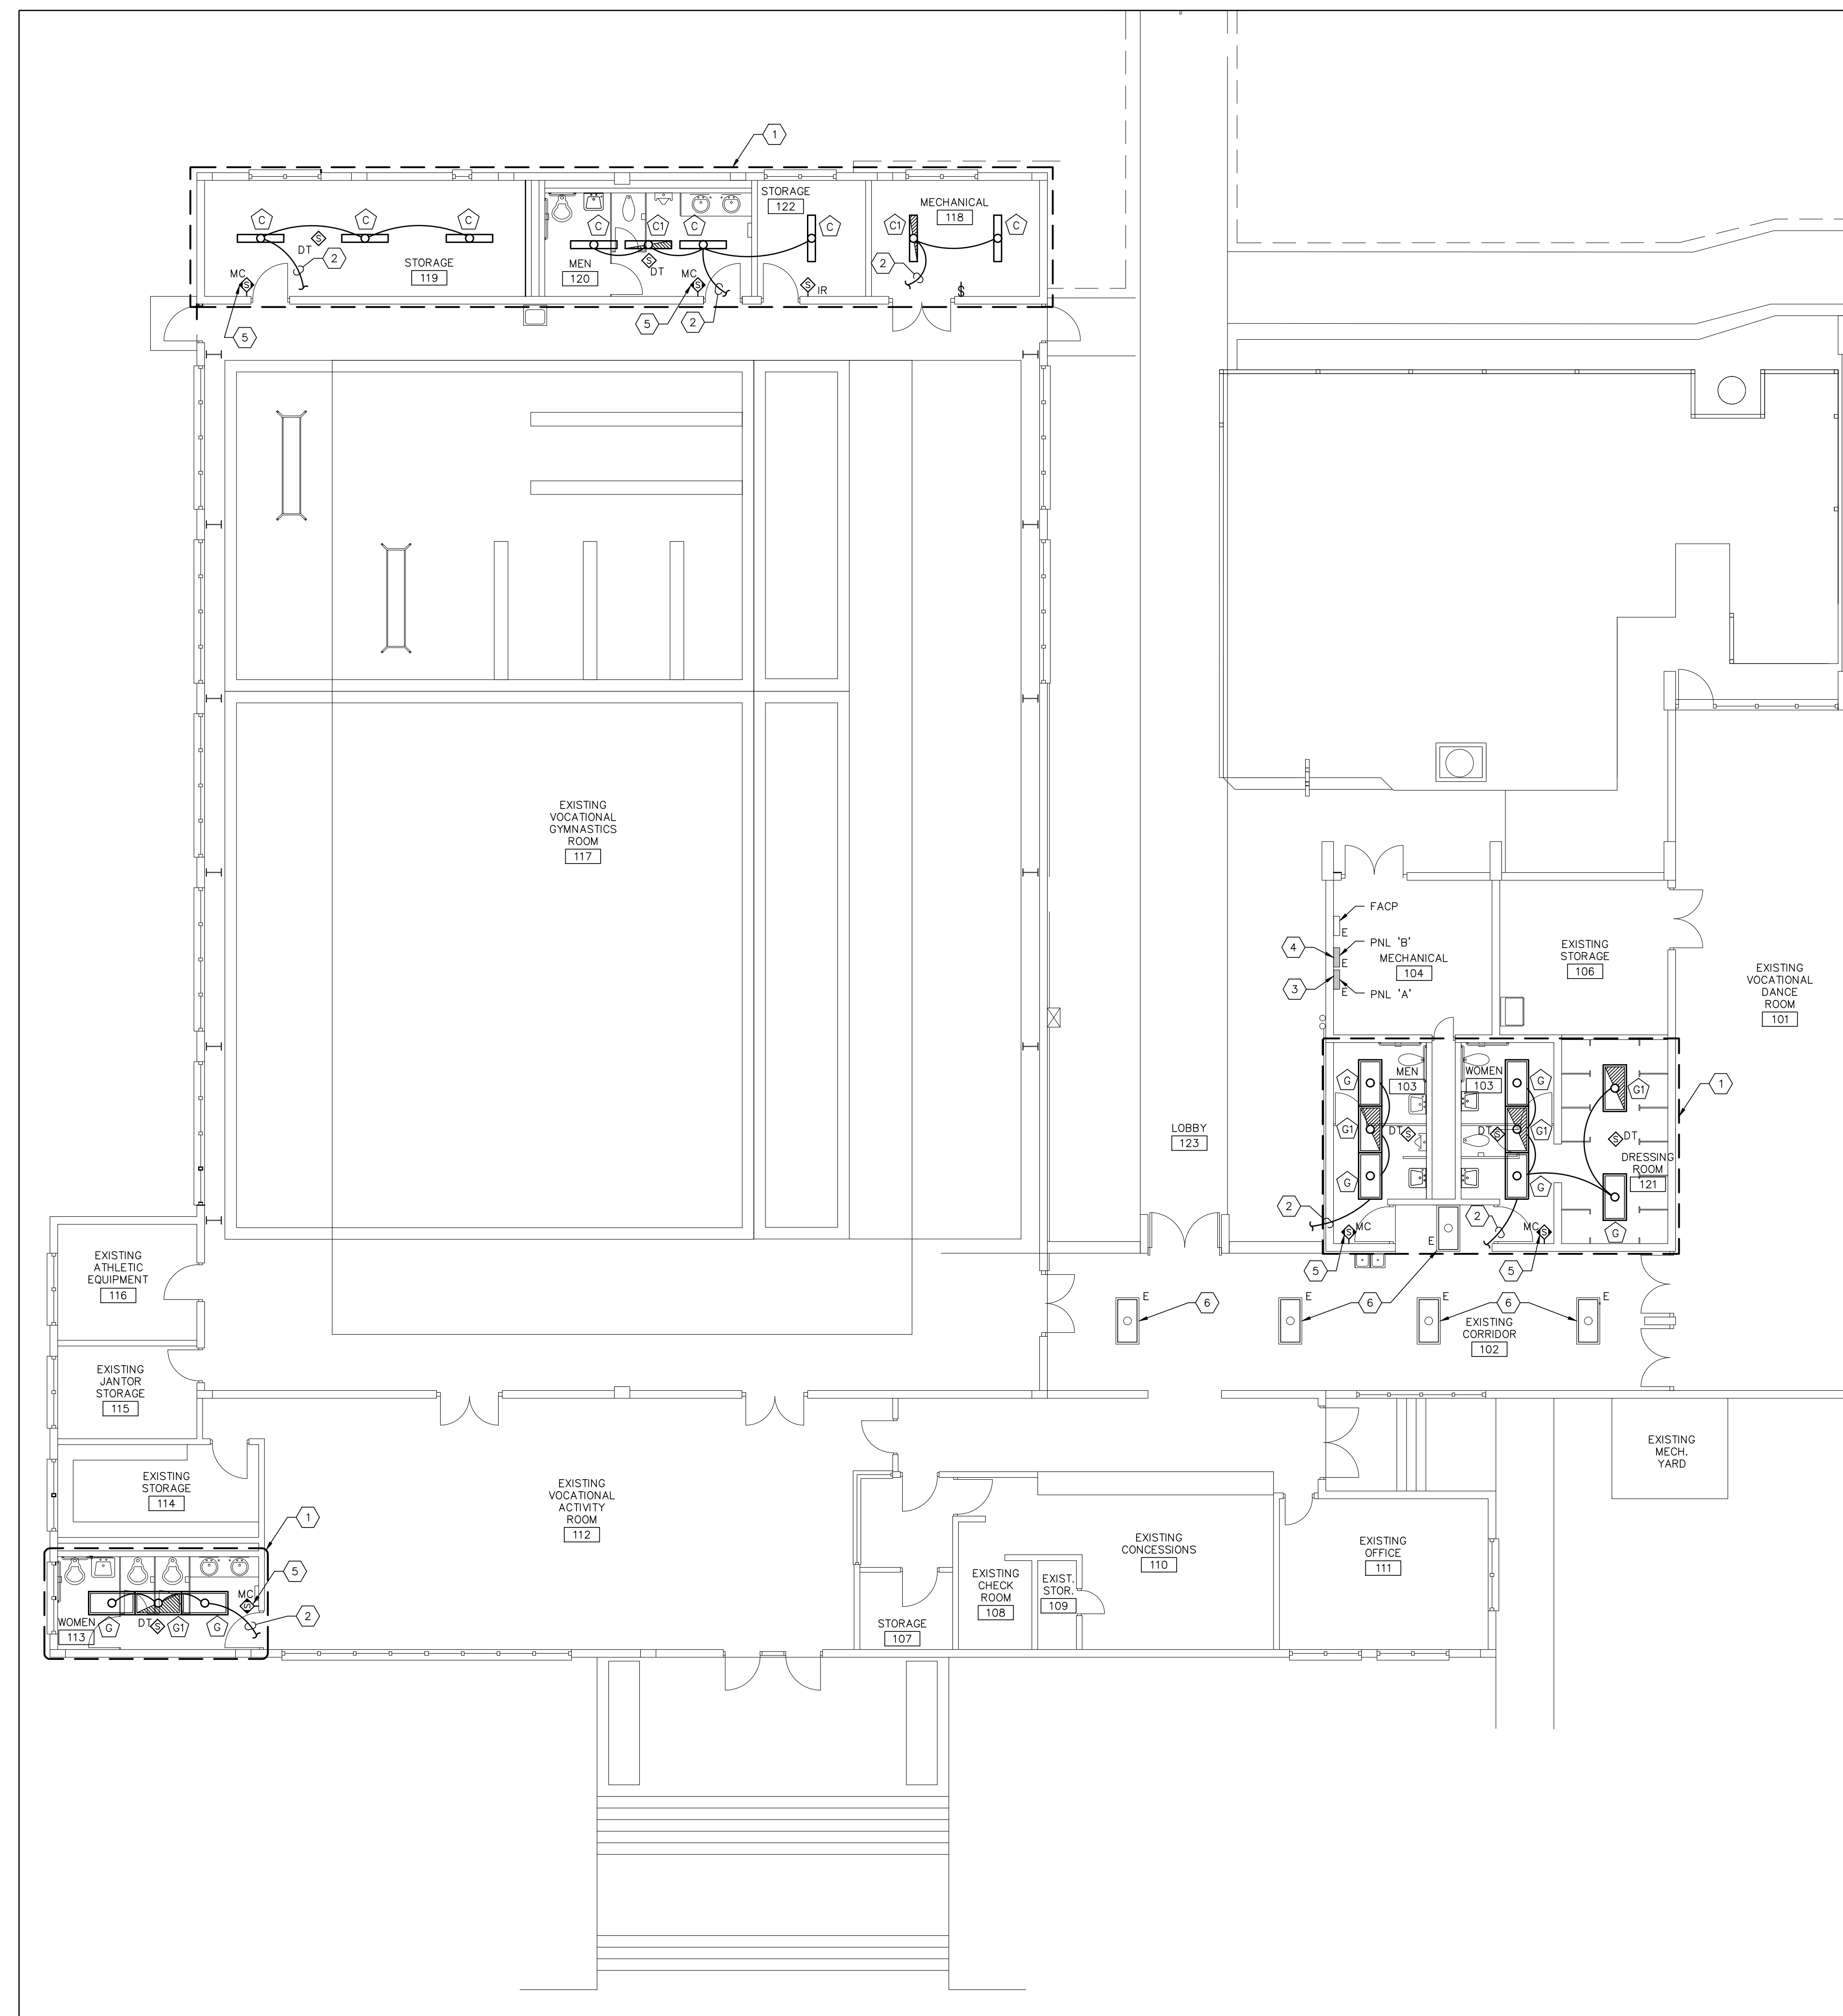 1
STORAGE
122
MECHANICAL
118
C
C
C
C
C1
C
C
C1
C
S
DT
2
STORAGE
119
MEN
120
S
DT
MC
S
MC
S
S
IR
2
$
5
5
2
EXISTING
VOCATIONAL
GYMNASTICS
ROOM
117
FACP
E
4
PNL 'B'
E
3
PNL 'A'
E
MECHANICAL
104
EXISTING
STORAGE
106
EXISTING
VOCATIONAL
DANCE
ROOM
101
MEN
103
WOMEN
103
G
G
G1
1
G1
DT
S
DT
S
G1
S
DT
LOBBY
123
DRESSING
ROOM
121
G
G
G
2
MC
S
E
2
MC
S
5
5
EXISTING
ATHLETIC
EQUIPMENT
116
E
6
E
6
E
6
E
EXISTING
CORRIDOR
102
EXISTING
JANTOR
STORAGE
115
EXISTING
MECH.
YARD
EXISTING
STORAGE
114
EXISTING
VOCATIONAL
ACTIVITY
ROOM
112
1
5
MC
S
2
WOMEN
113
G
DT
S
G1
G
STORAGE
107
EXISTING
CHECK
ROOM
108
EXIST.
STOR.
109
EXISTING
CONCESSIONS
110
EXISTING
OFFICE
111